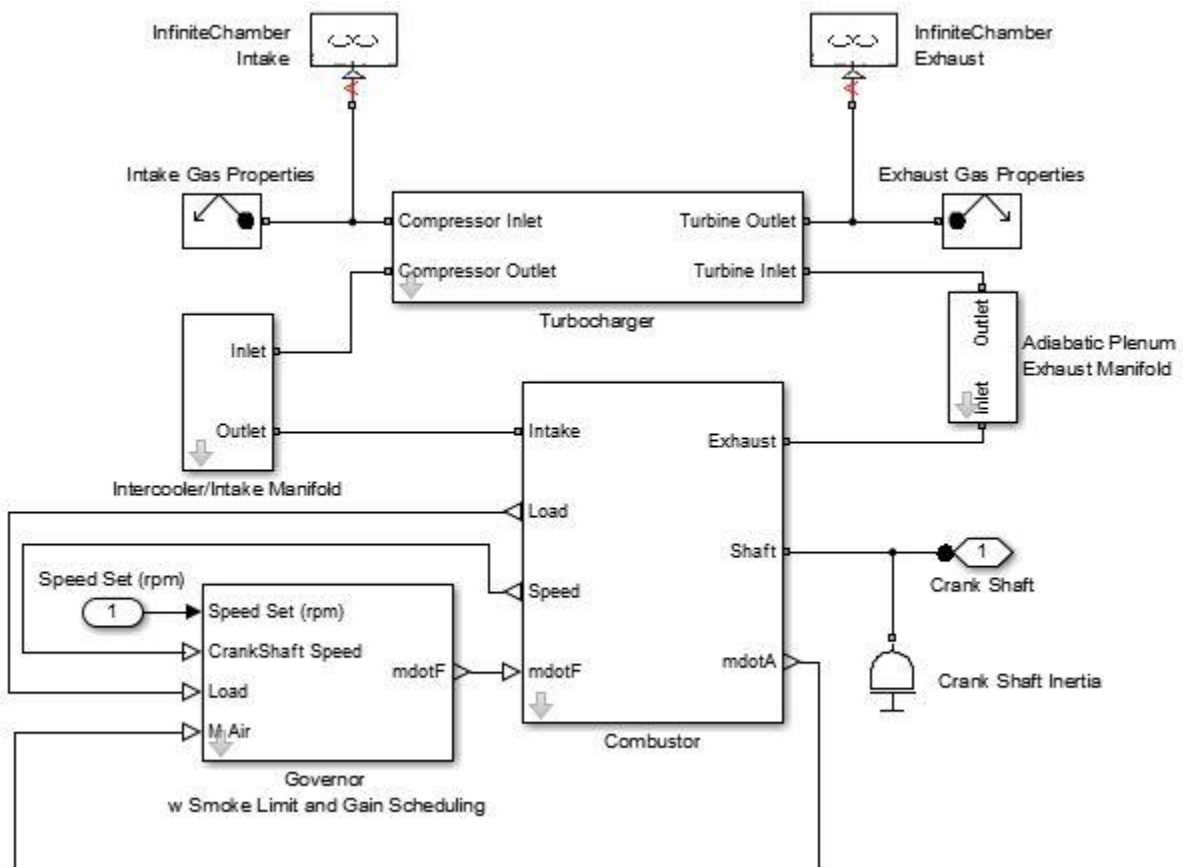 InfiniteChamber
Intake
InfiniteChamber
Exhaust
Intake Gas Properties
Exhaust Gas Properties
Compressor Inlet
Turbine Outlet
Compressor Outlet
Turbine Inlet
Turbocharger
Outlet
Inlet
Adiabatic Plenum
Exhaust Manifold
Inlet
Outlet
Intercooler/Intake Manifold
Intake
Exhaust
Load
Shaft
Speed
mdotF
mdotA
Combustor
1
Crank Shaft
Crank Shaft Inertia
Speed Set (rpm)
1
Speed Set (rpm)
CrankShaft Speed
mdotF
Load
M Air
Governor
w Smoke Limit and Gain Scheduling